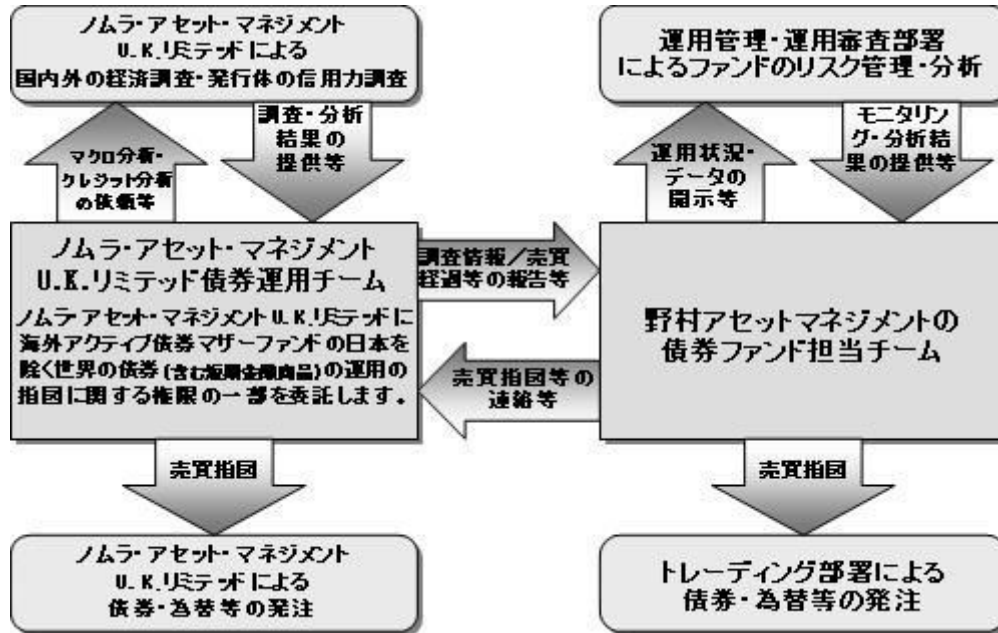 ノムラ・アセット・マネジメント
U.K.リミテッドによる
国内外の経済調査・発行体の信用力調査
運用管理・運用審査部署
によるファンドのリスク管理・分析
マクロ分析・
クレジット分析
の依頼等
調査・分析
結果の
提供等
運用状況・
データの
開示等
モニタリン
グ・分析結
果の提供等
ノムラ・アセット・マネジメント
U.K.リミテッド債券運用チーム
ノムラ・アセット・マネジメントU.K.リミテッドに
海外アクティブ債券マザーファンドの日本を
除く世界の債券(含む短期金融商品)の運用の
指図に関する権限の一部を委託します。
調査情報/売買
経過等の報告等
売買指図等の
連絡等
野村アセットマネジメントの
債券ファンド担当チーム
売買指図
売買指図
ノムラ・アセット・マネジメント
U.K.リミテッドによる
債券・為替等の発注
トレーディング部署による
債券・為替等の発注